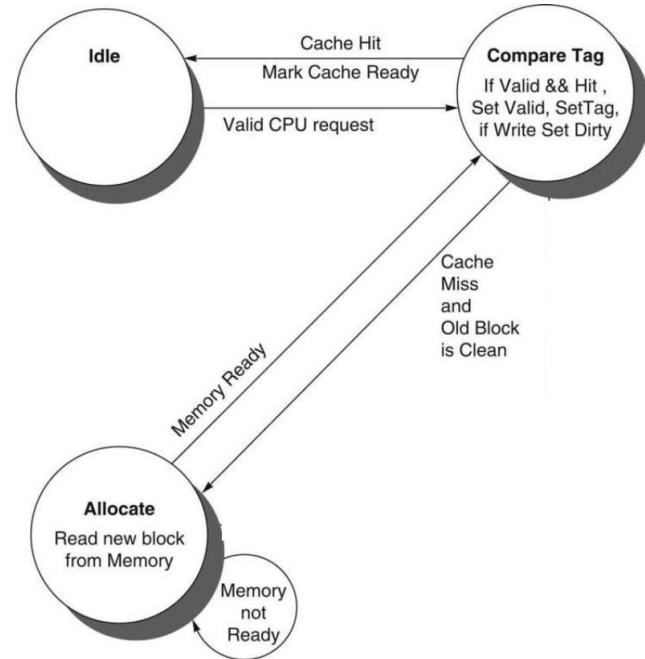 Idle
Cache Hit
Mark Cache Ready
Valid CPU request
Compare Tag
If Valid && Hit ,
Set Valid, SetTag,
if Write Set Dirty
Cache
Miss
and
Old Block
is Clean
Memory Ready
Allocate
Read new block
from Memory
Memory
not
Ready